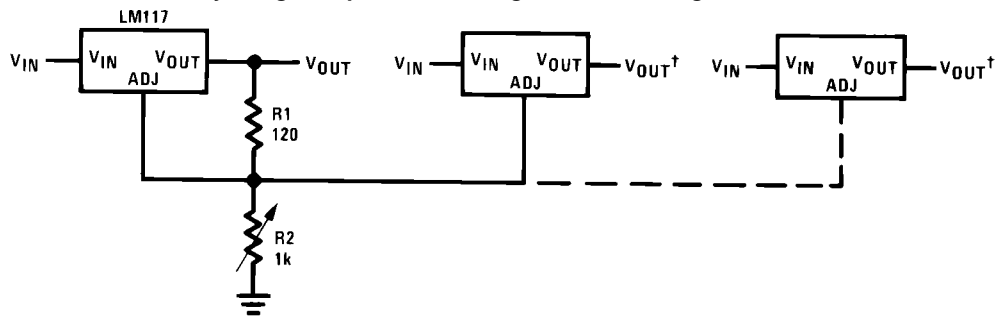 LM117
VIN VIN VOUT VOUT
ADJ
R1
120
R2
1k
VIN VIN VOUT VOUT†
ADJ
VIN VIN VOUT VOUT†
ADJ